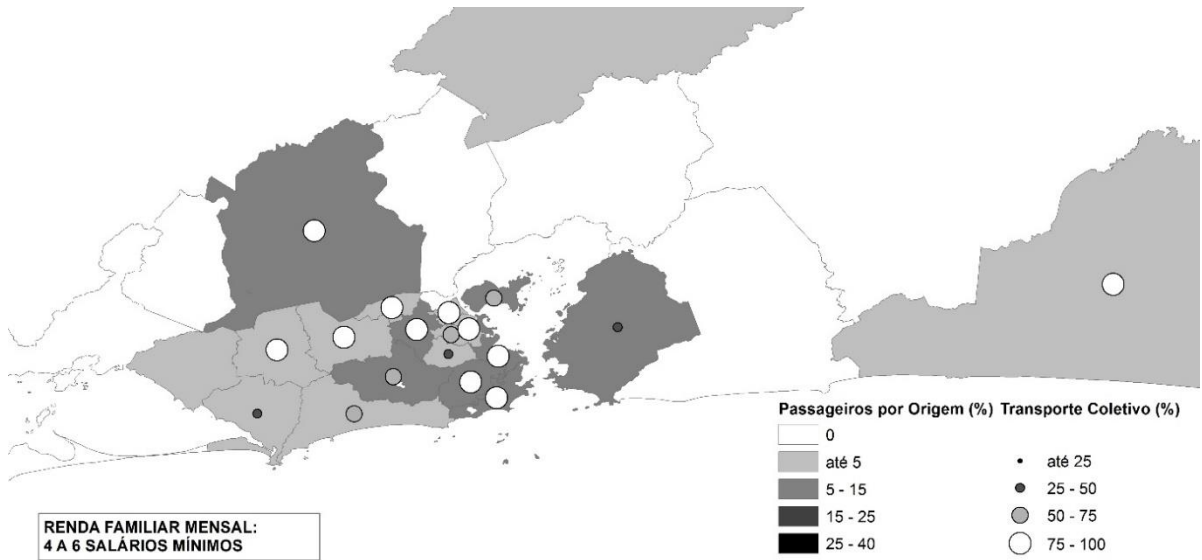 Passageiros por Origem (%) Transporte Coletivo (%)
0
até 5 até 25
5 - 15 25 - 50
15 - 25 50 - 75
25 - 40 75 - 100
RENDA FAMILIAR MENSAL:
4 A 6 SALÁRIOS MÍNIMOS